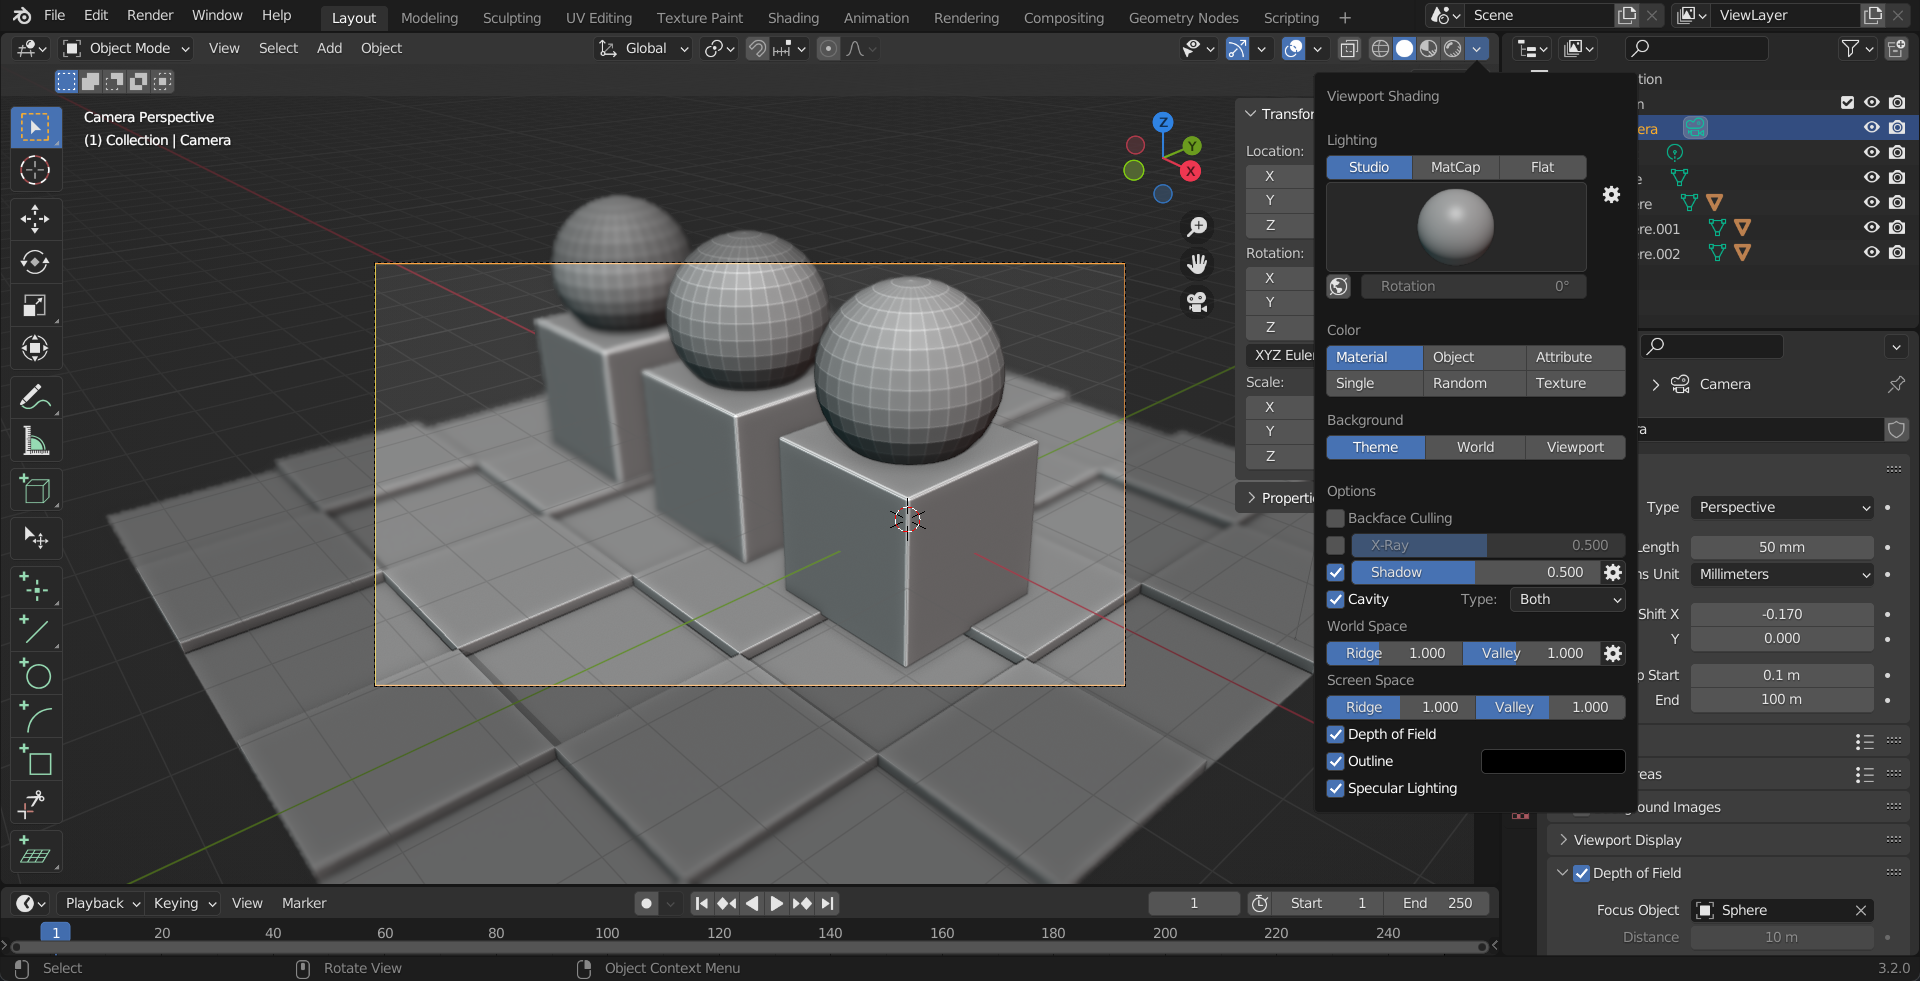 File Edit Render Window Help Layout Modeling Sculpting UV Editing Texture Paint Shading Animation Rendering Compositing Geometry Nodes Scripting + Scene ViewLayer
Object Mode View Select Add Object Global
Camera Perspective
(1) Collection | Camera
Z
Y
X
Transfor
Location:
X
Y
Z
Rotation:
X
Y
Z
XYZ Euler
Scale:
X
Y
Z
Properti
Viewport Shading
Lighting
Studio MatCap Flat
Rotation 0°
Color
Material Object Attribute
Single Random Texture
Background
Theme World Viewport
Options
Backface Culling
X-Ray 0.500
Shadow 0.500
Cavity Type: Both
World Space
Ridge 1.000 Valley 1.000
Screen Space
Ridge 1.000 Valley 1.000
Depth of Field
Outline
Specular Lighting
tion
n
era
e
ere
ere.001
ere.002
Camera
a
Type Perspective
Length 50 mm
ns Unit Millimeters
Shift X -0.170
Y 0.000
p Start 0.1 m
End 100 m
reas
ound Images
Viewport Display
Depth of Field
Focus Object Sphere
Distance 10 m
Playback Keying View Marker 1 Start 1 End 250
1 20 40 60 80 100 120 140 160 180 200 220 240
Select Rotate View Object Context Menu 3.2.0